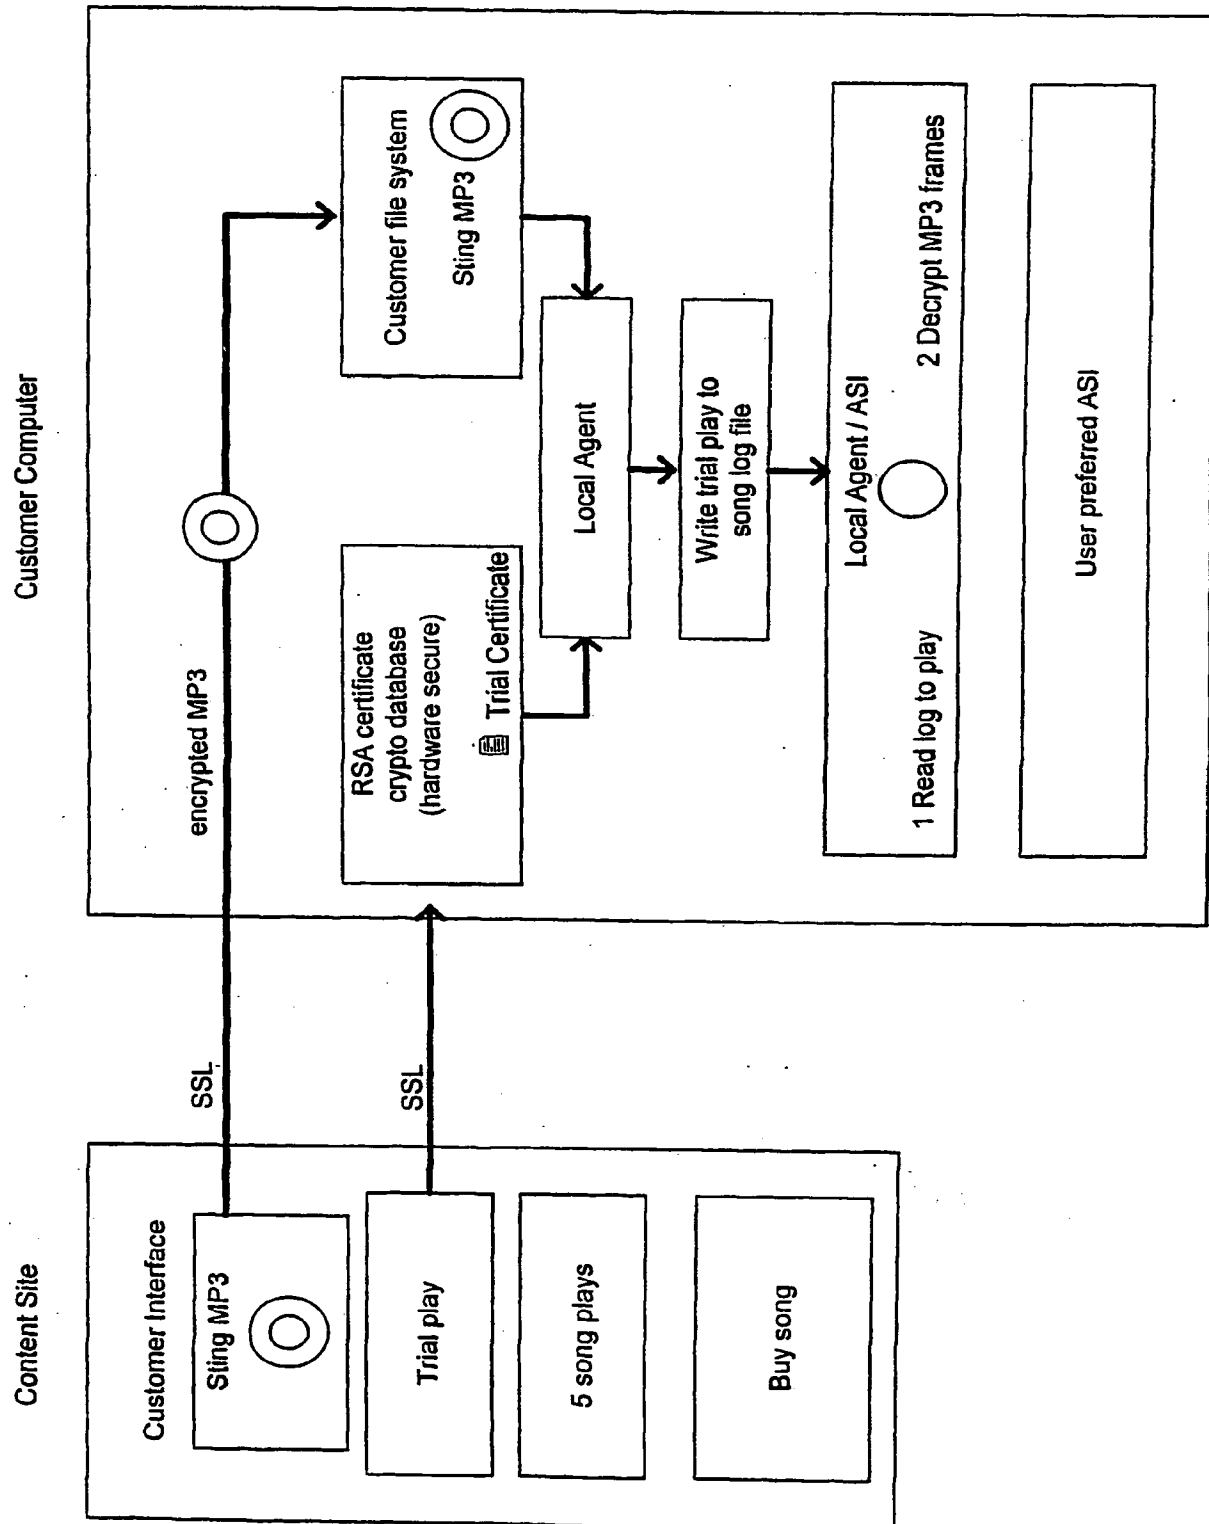 Content Site
Customer Computer
Customer Interface
Sting MP3
Trial play
5 song plays
Buy song
SSL
encrypted MP3
SSL
RSA certificate
crypto database
(hardware secure)
Trial Certificate
Customer file system
Sting MP3
Local Agent
Write trial play to
song log file
Local Agent / ASI
1 Read log to play
2 Decrypt MP3 frames
User preferred ASI